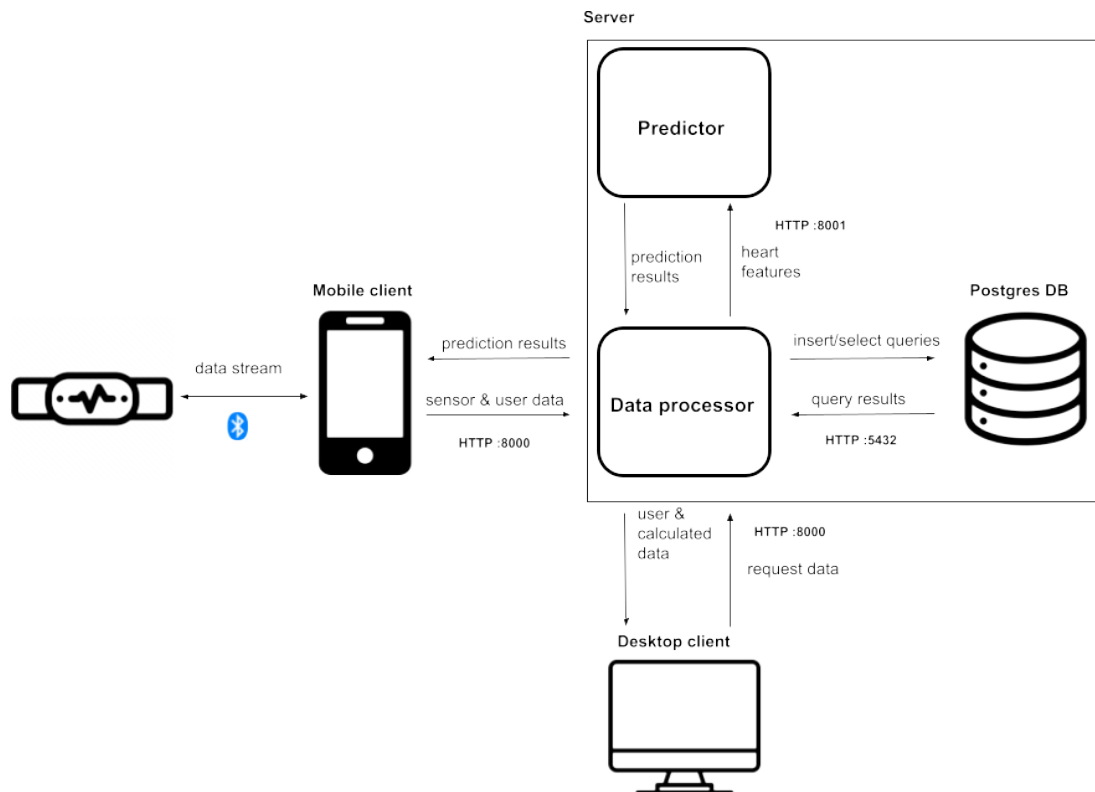 Server
Predictor
HTTP :8001
prediction
results
heart
features
Mobile client
Postgres DB
data stream
prediction results
sensor & user data
HTTP :8000
Data processor
insert/select queries
query results
HTTP :5432
user &
calculated
data
HTTP :8000
request data
Desktop client